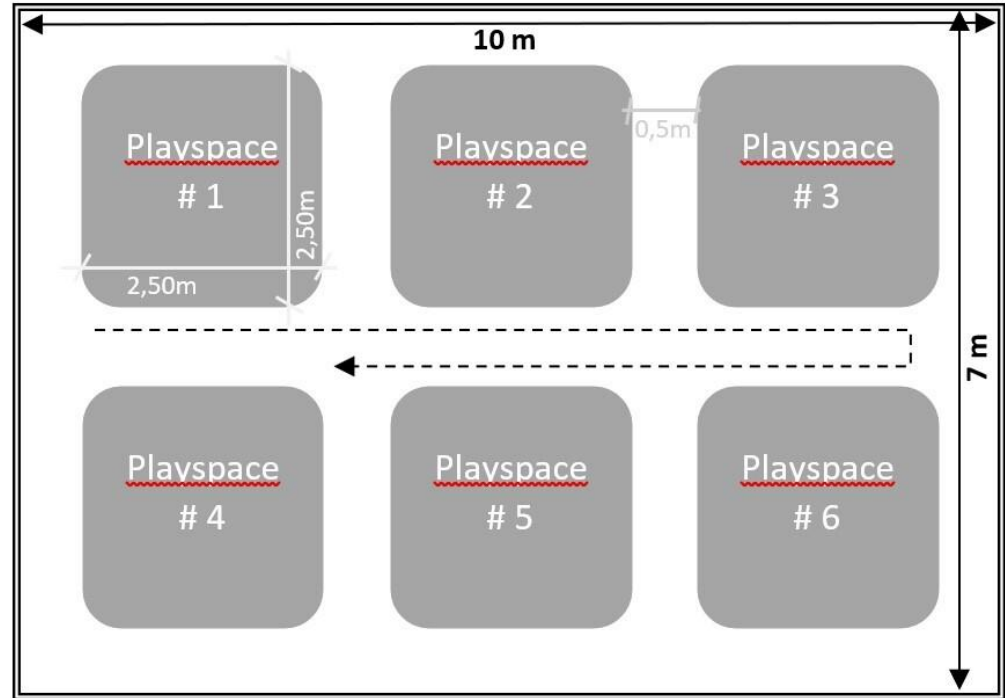 10 m
Playspace
# 1
2,50m
2,50m
Playspace
# 2
0,5m
Playspace
# 3
7 m
Playspace
# 4
Playspace
# 5
Playspace
# 6